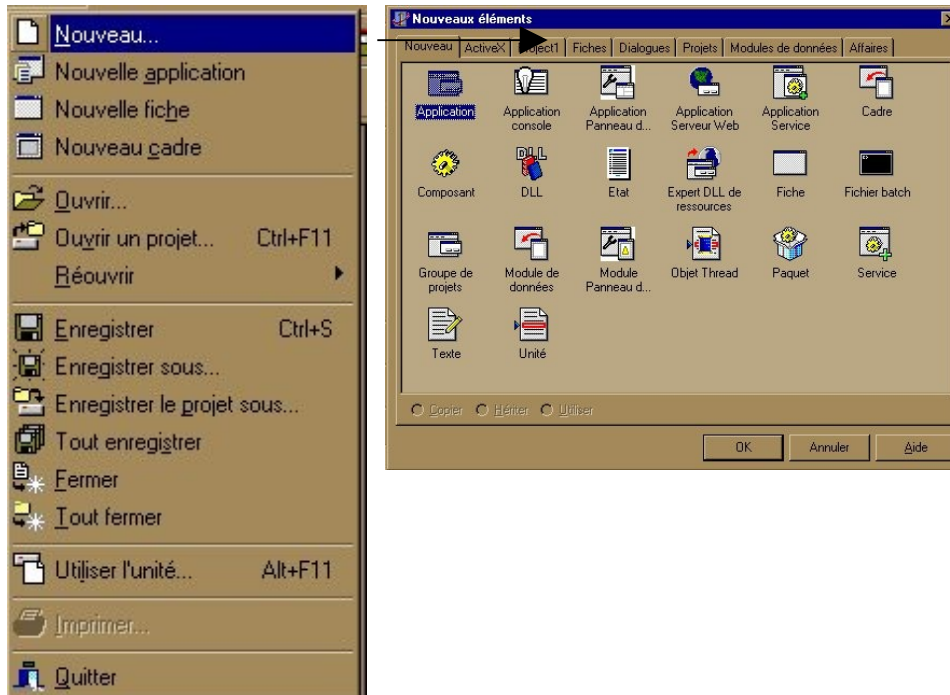 Nouveau...
Nouvelle application
Nouvelle fiche
Nouveau cadre
Ouvrir...
Ouvrir un projet... Ctrl+F11
Réouvrir
Enregistrer Ctrl+S
Enregistrer sous...
Enregistrer le projet sous...
Tout enregistrer
Fermer
Tout fermer
Utiliser l'unité... Alt+F11
Imprimer...
Quitter
Nouveaux éléments
Nouveau ActiveX Project1 Fiches Dialogues Projets Modules de données Affaires
Application Application Application Application Application Cadre
console Panneau d... Serveur Web Service
Composant DLL Etat Expert DLL de Fiche Fichier batch
ressources
Groupe de Module de Module Objet Thread Paquet Service
projets données Panneau d...
Texte Unité
Copier Hériter Utiliser
OK Annuler Aide